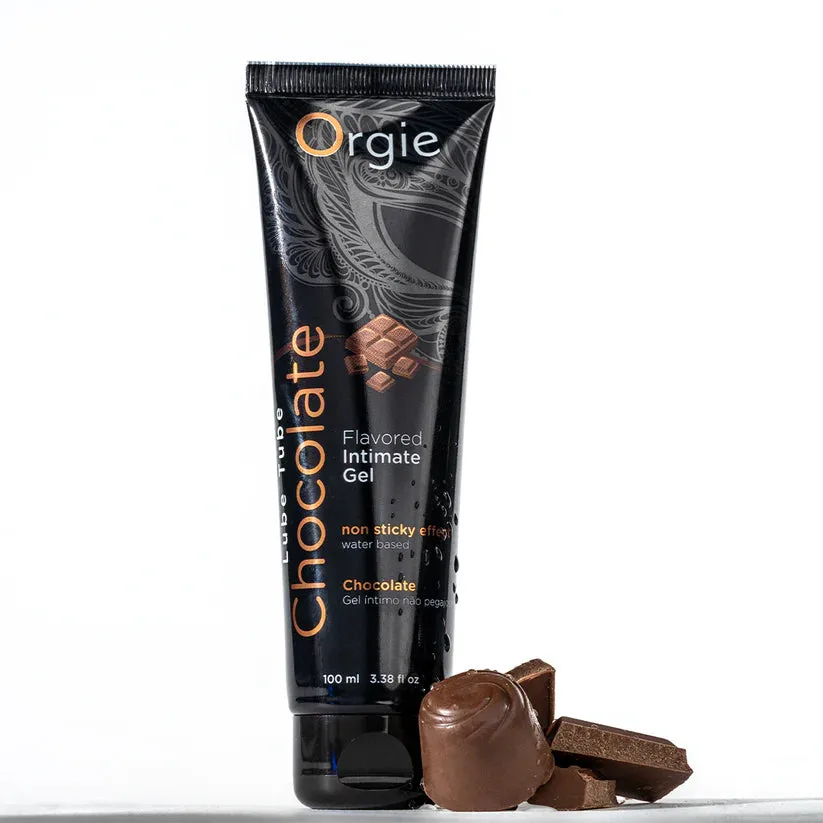 Orgie
Lube Tube
Chocolate
Flavored
Intimate
Gel
non sticky effect
water based
Chocolate
Gel íntimo não
100 ml 3.38 fl oz